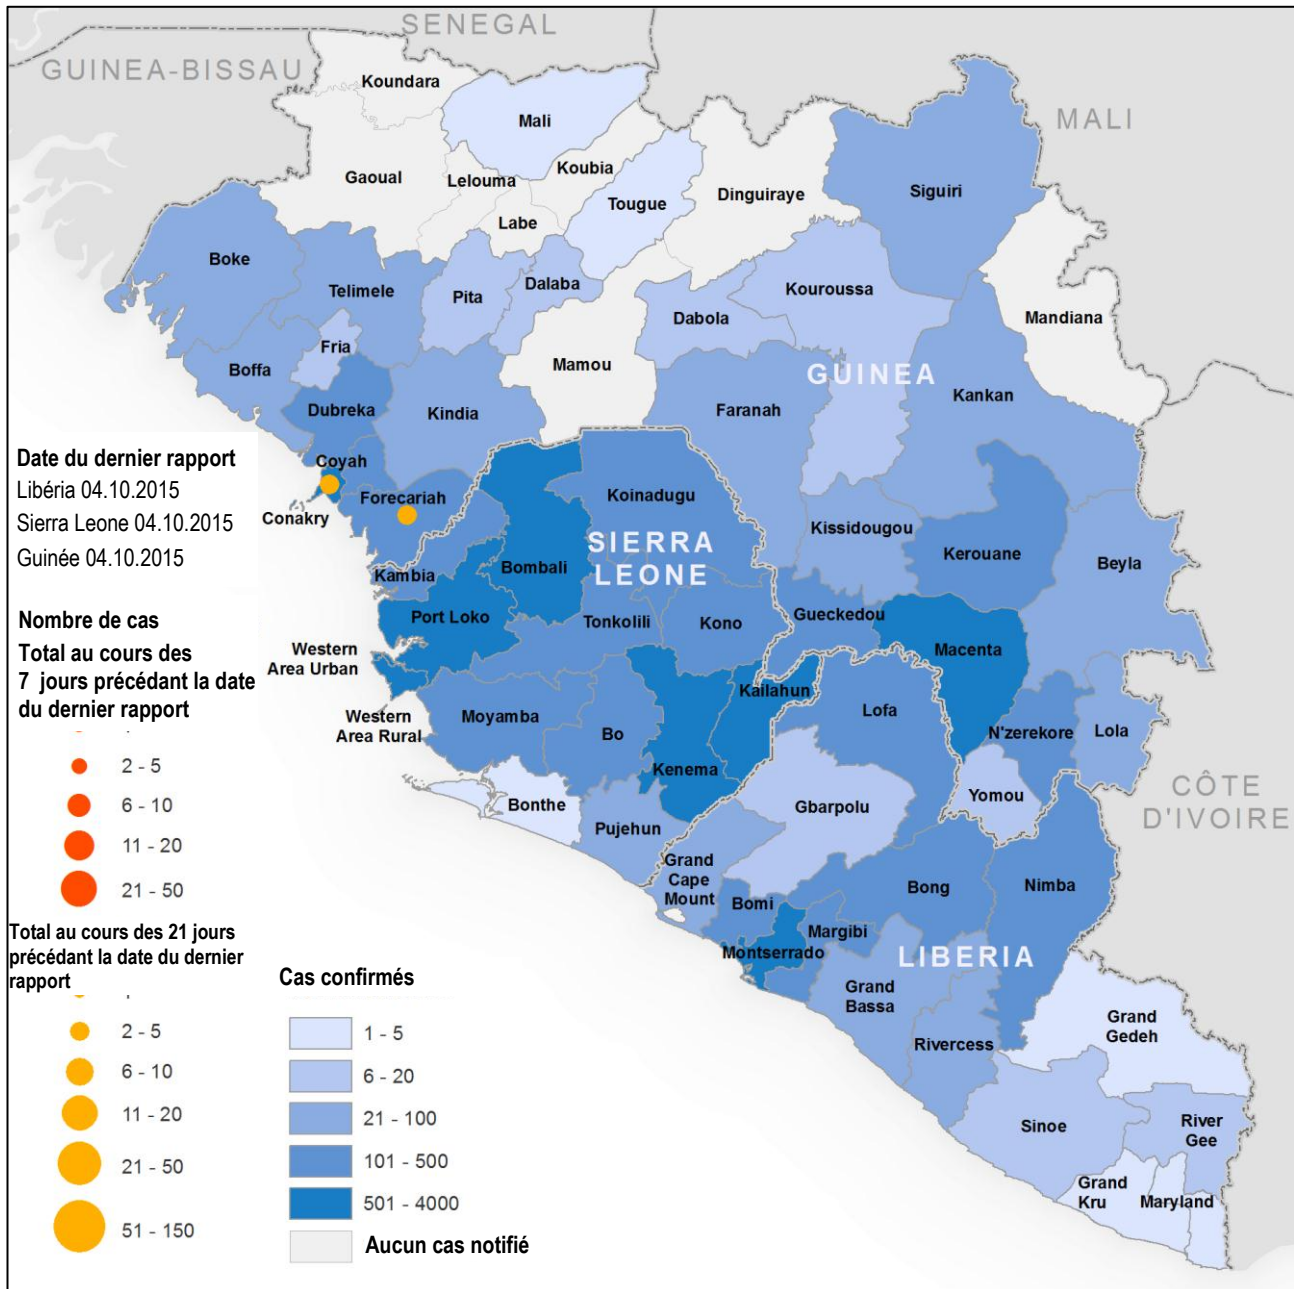 SENEGAL
GUINEA-BISSAU
MALI
Koundara
Mali
Gaoual
Lelouma
Koubia
Labe
Tougue
Dinguiraye
Siguiri
Mandiana
Boke
Telimele
Pita
Dalaba
Kouroussa
Dabola
Fria
Mamou
GUINEA
Boffa
Dubreka
Kindia
Faranah
Kankan
Coyah
Forecariah
Conakry
Koinadugu
Kissidougou
Kerouane
Beyla
SIERRA
LEONE
Bombali
Kambia
Port Loko
Tonkolili
Kono
Gueckedou
Macenta
Western
Area Urban
Western
Area Rural
Moyamba
Bo
Kailahun
Kenema
Lofa
N'zerekore
Lola
Yomou
Bonthe
Pujehun
Gbarpolu
CÔTE
D'IVOIRE
Grand
Cape
Mount
Bomi
Bong
Nimba
Margibi
Montserrado
LIBERIA
Grand
Bassa
Rivercess
Grand
Gedeh
Sinoe
River
Gee
Grand
Kru
Maryland
Date du dernier rapport
Libéria 04.10.2015
Sierra Leone 04.10.2015
Guinée 04.10.2015
Nombre de cas
Total au cours des
7 jours précédant la date
du dernier rapport
2 - 5
6 - 10
11 - 20
21 - 50
Total au cours des 21 jours
précédant la date du dernier
rapport
2 - 5
6 - 10
11 - 20
21 - 50
51 - 150
Cas confirmés
1 - 5
6 - 20
21 - 100
101 - 500
501 - 4000
Aucun cas notifié